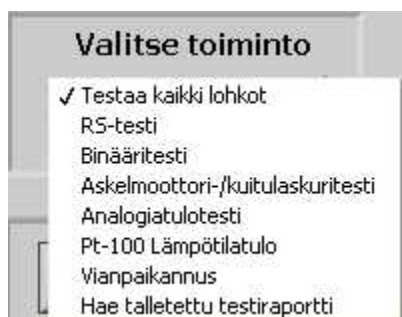 Valitse toiminto
✓ Testaa kaikki lohkot
RS-testi
Binääritesti
Askelmoottori-/kuitulaskuritesti
Analogiatulotesti
Pt-100 Lämpötilatulo
Vianpaikannus
Hae talletettu testiraportti